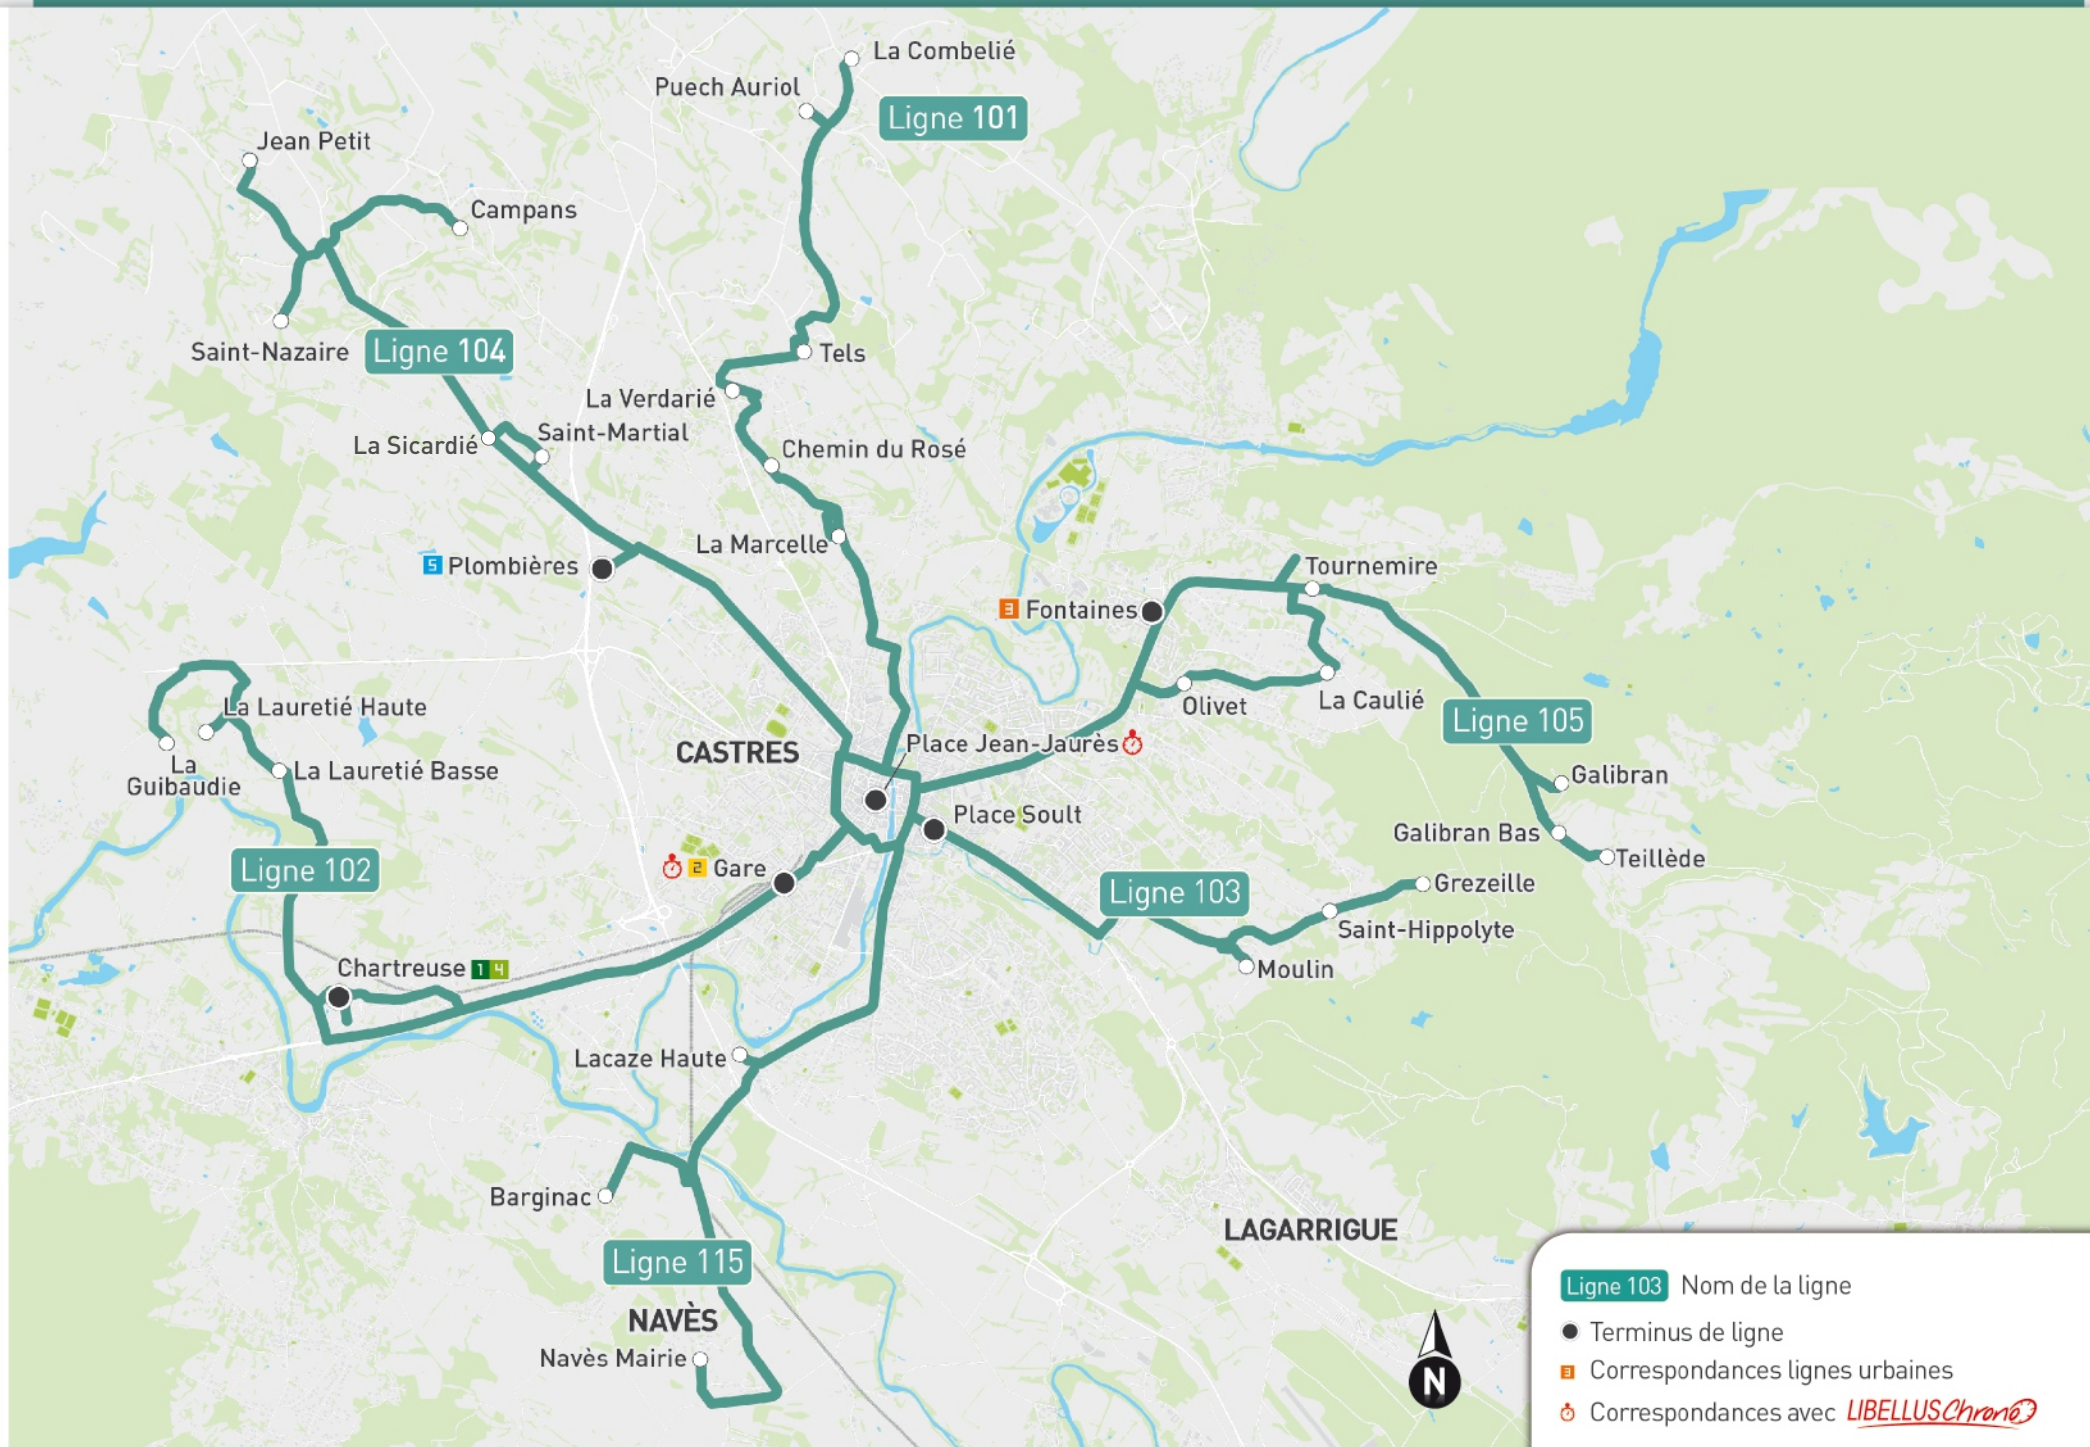 La Combelié
Puech Auriol
Ligne 101
Jean Petit
Campans
Saint-Nazaire
Ligne 104
Tels
La Verdarié
Saint-Martial
La Sicardié
Chemin du Rosé
La Marcelle
5 Plombières
Tournemire
3 Fontaines
Olivet
La Caulié
La Lauretié Haute
Ligne 105
CASTRES
Place Jean-Jaurès
La
Guibaudie
La Lauretié Basse
Galibran
Place Soult
Galibran Bas
Teillède
Ligne 102
2 Gare
Ligne 103
Grezeille
Saint-Hippolyte
Chartreuse 1 4
Moulin
Lacaze Haute
Barginac
LAGARRIGUE
Ligne 115
NAVÈS
Navès Mairie
N
Ligne 103 Nom de la ligne
Terminus de ligne
3 Correspondances lignes urbaines
Correspondances avec LIBELLUS Chrono